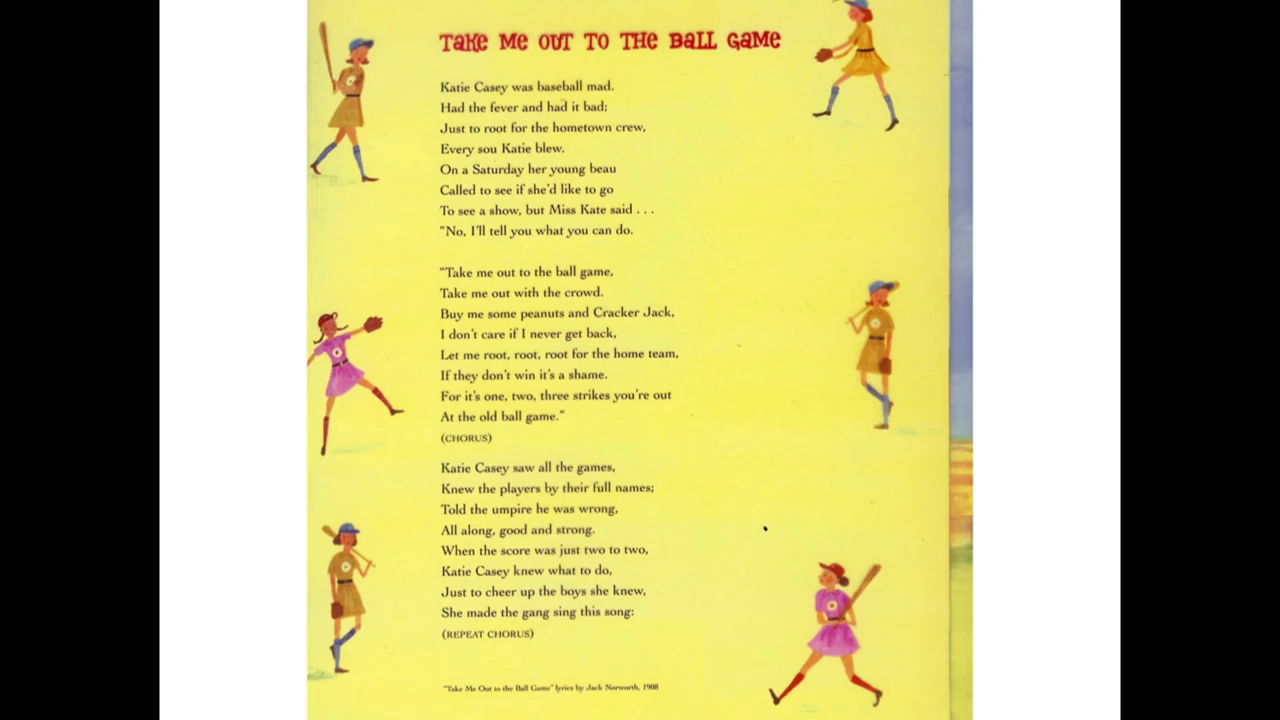 TAKE ME OUT TO THE BALL GAME
Katie Casey was baseball mad.
Had the fever and had it bad;
Just to root for the hometown crew,
Every sou Katie blew.
On a Saturday her young beau
Called to see if she'd like to go
To see a show, but Miss Kate said . . .
"No, I'll tell you what you can do.
"Take me out to the ball game,
Take me out with the crowd.
Buy me some peanuts and Cracker Jack,
I don't care if I never get back,
Let me root, root, root for the home team,
If they don't win it's a shame.
For it's one, two, three strikes you're out
At the old ball game."
(CHORUS)
Katie Casey saw all the games,
Knew the players by their full names;
Told the umpire he was wrong,
All along, good and strong.
When the score was just two to two,
Katie Casey knew what to do,
Just to cheer up the boys she knew,
She made the gang sing this song:
(REPEAT CHORUS)
"Take Me Out to the Ball Game" lyrics by Jack Norworth, 1908